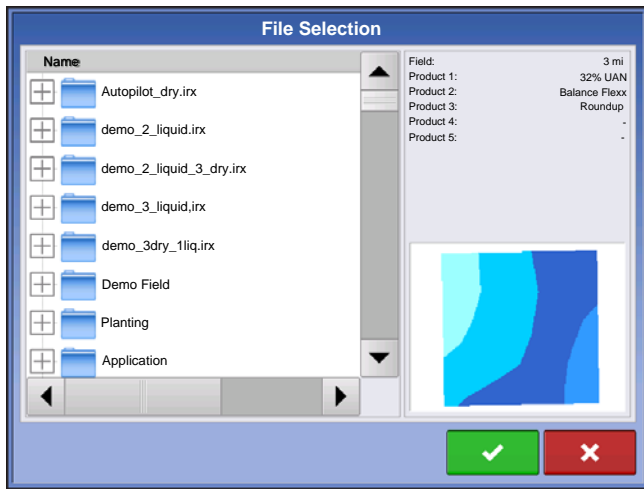 File Selection
Name
Autopilot_dry.irx
demo_2_liquid.irx
demo_2_liquid_3_dry.irx
demo_3_liquid,irx
demo_3dry_1liq.irx
Demo Field
Planting
Application
Field: 3 mi
Product 1: 32% UAN
Product 2: Balance Flexx
Product 3: Roundup
Product 4: -
Product 5: -